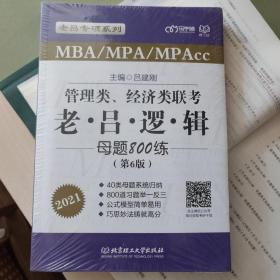 老吕专硕系列
MBA/MPA/MPAcc
主编◎吕建刚
管理类、经济类联考
老·吕·逻·辑
母题800练
(第6版)
2021
40类母题系统归纳
800道习题举一反三
公式模型简单易用
巧思妙法铸就高分
北京理工大学出版社